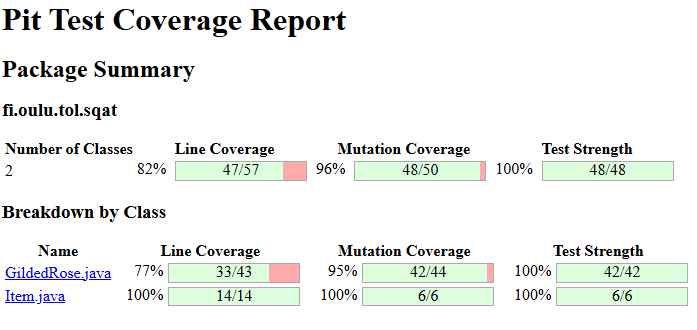 Pit Test Coverage Report
Package Summary
fi.oulu.tol.sqat
Number of Classes Line Coverage Mutation Coverage Test Strength
2 82% 47/57 96% 48/50 100% 48/48
Breakdown by Class
Name Line Coverage Mutation Coverage Test Strength
GildedRose.java 77% 33/43 95% 42/44 100% 42/42
Item.java 100% 14/14 100% 6/6 100% 6/6